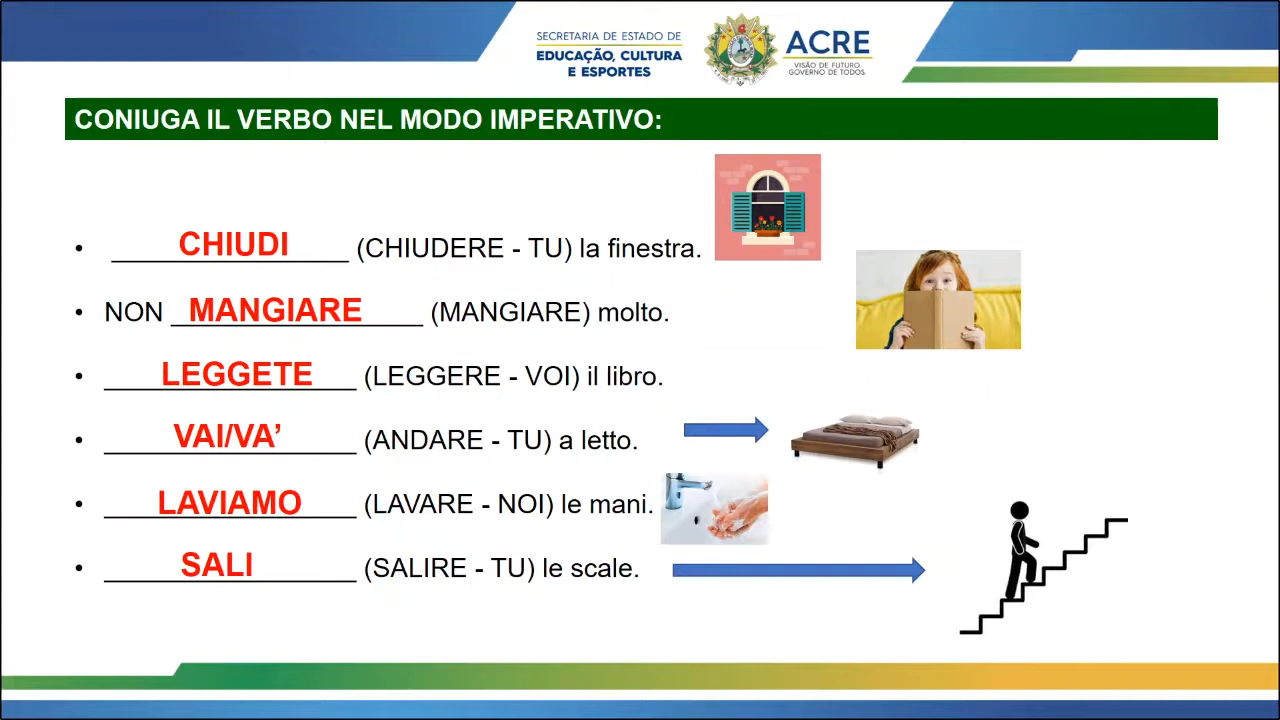 SECRETARIA DE ESTADO DE
EDUCAÇÃO, CULTURA
E ESPORTES
ACRE
VISÃO DE FUTURO
GOVERNO DE TODOS.
CONIUGA IL VERBO NEL MODO IMPERATIVO:
• CHIUDI (CHIUDERE - TU) la finestra.
• NON MANGIARE (MANGIARE) molto.
• LEGGETE (LEGGERE - VOI) il libro.
• VAI/VA’ (ANDARE - TU) a letto.
• LAVIAMO (LAVARE - NOI) le mani.
• SALI (SALIRE - TU) le scale.